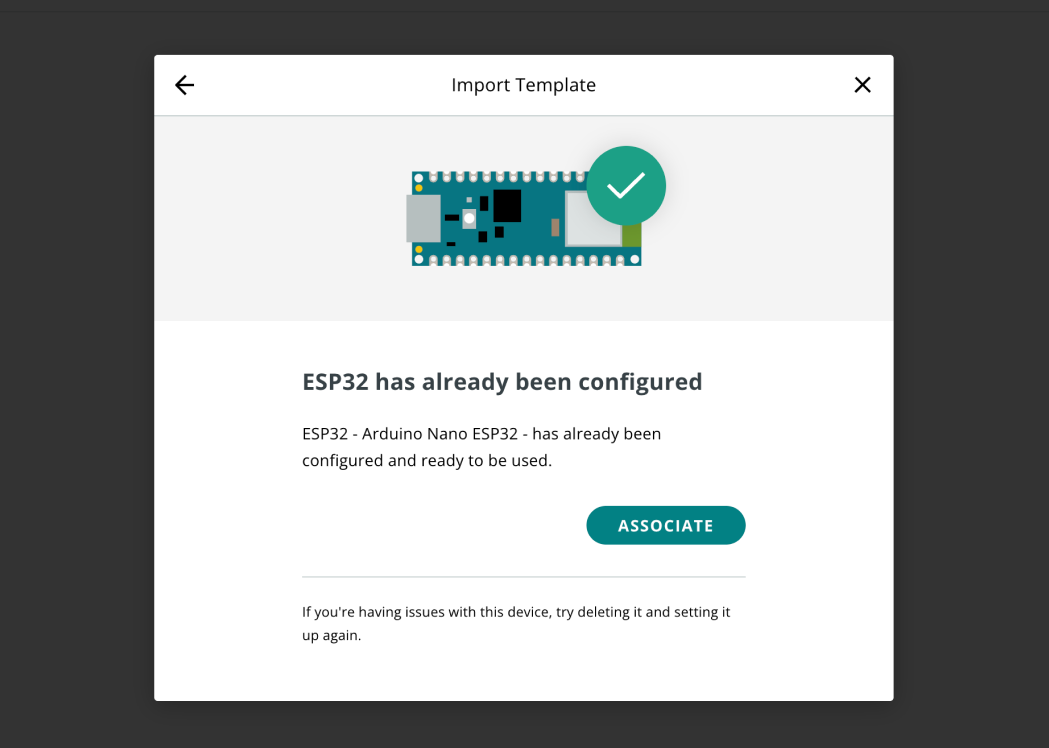 Import Template
ESP32 has already been configured
ESP32 - Arduino Nano ESP32 - has already been
configured and ready to be used.
ASSOCIATE
If you're having issues with this device, try deleting it and setting it
up again.